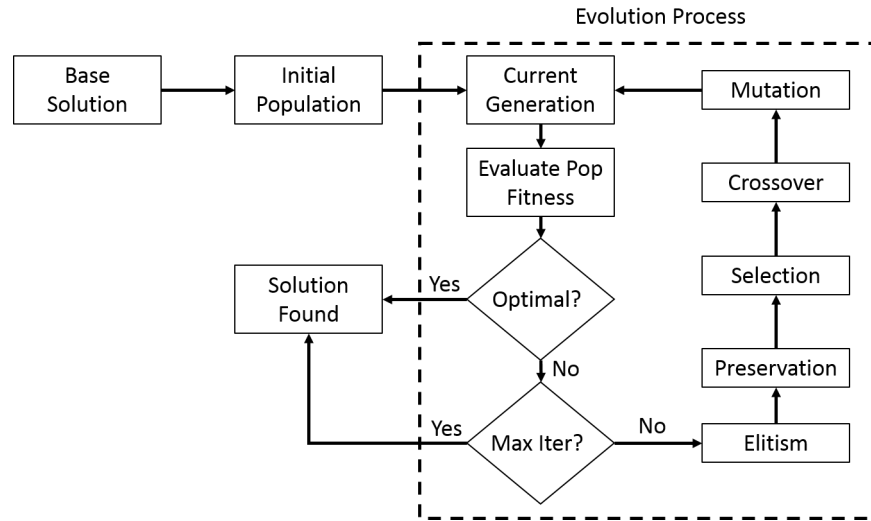 Evolution Process
Base
Solution
Initial
Population
Current
Generation
Mutation
Evaluate Pop
Fitness
Crossover
Solution
Found
Yes
Optimal?
Selection
No
Preservation
Yes
Max Iter?
No
Elitism